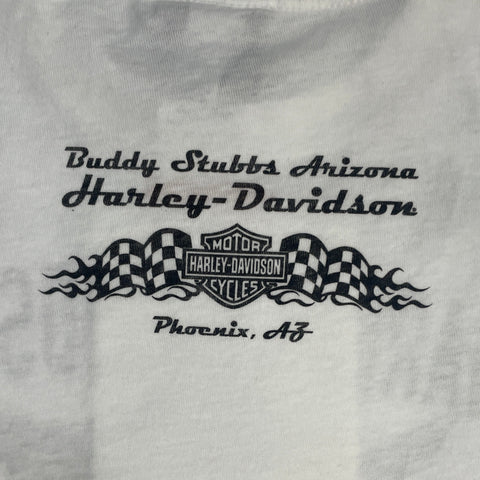 Buddy Stubbs Arizona
Harley-Davidson
MOTOR
HARLEY-DAVIDSON
CYCLES
Phoenix, AZ